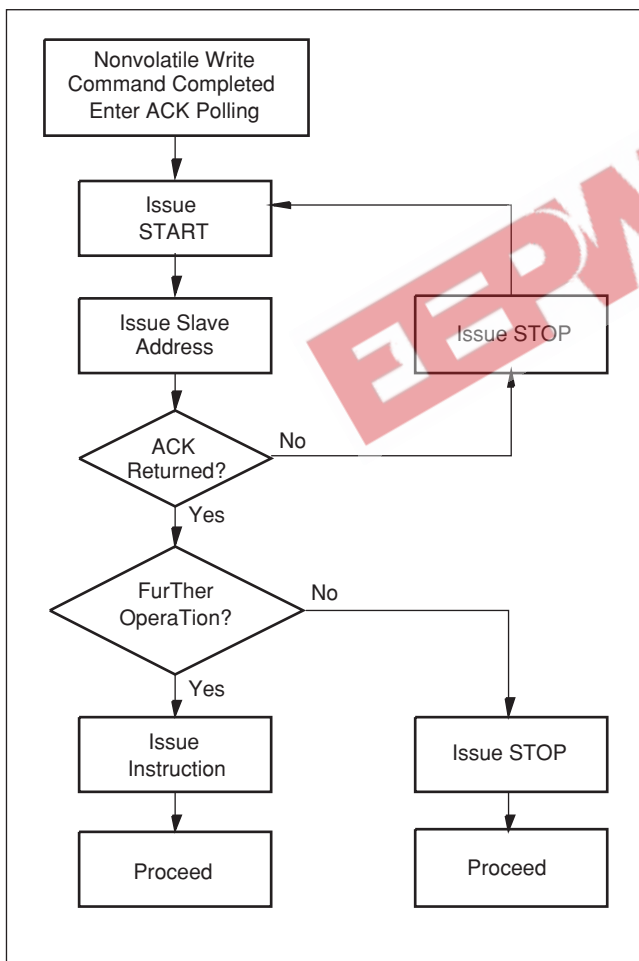 Nonvolatile Write
Command Completed
Enter ACK Polling
Issue
START
Issue Slave
Address
Issue STOP
ACK
Returned?
No
Yes
FurTher
OperaTion?
No
Yes
Issue
Instruction
Issue STOP
Proceed
Proceed
EEPW